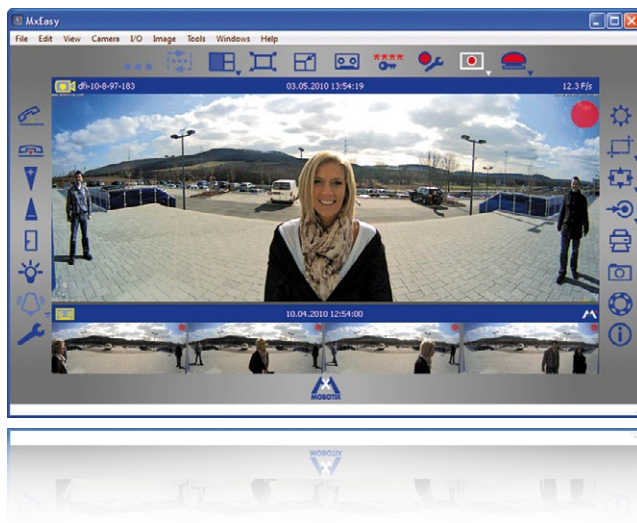 MxEasy
File Edit View Camera I/O Image Tools Windows Help
****
dfi-10-8-97-183 03.05.2010 13:54:19 12.3 F/s
10.04.2010 12:54:00
MOBOTIX
MOBOTIX